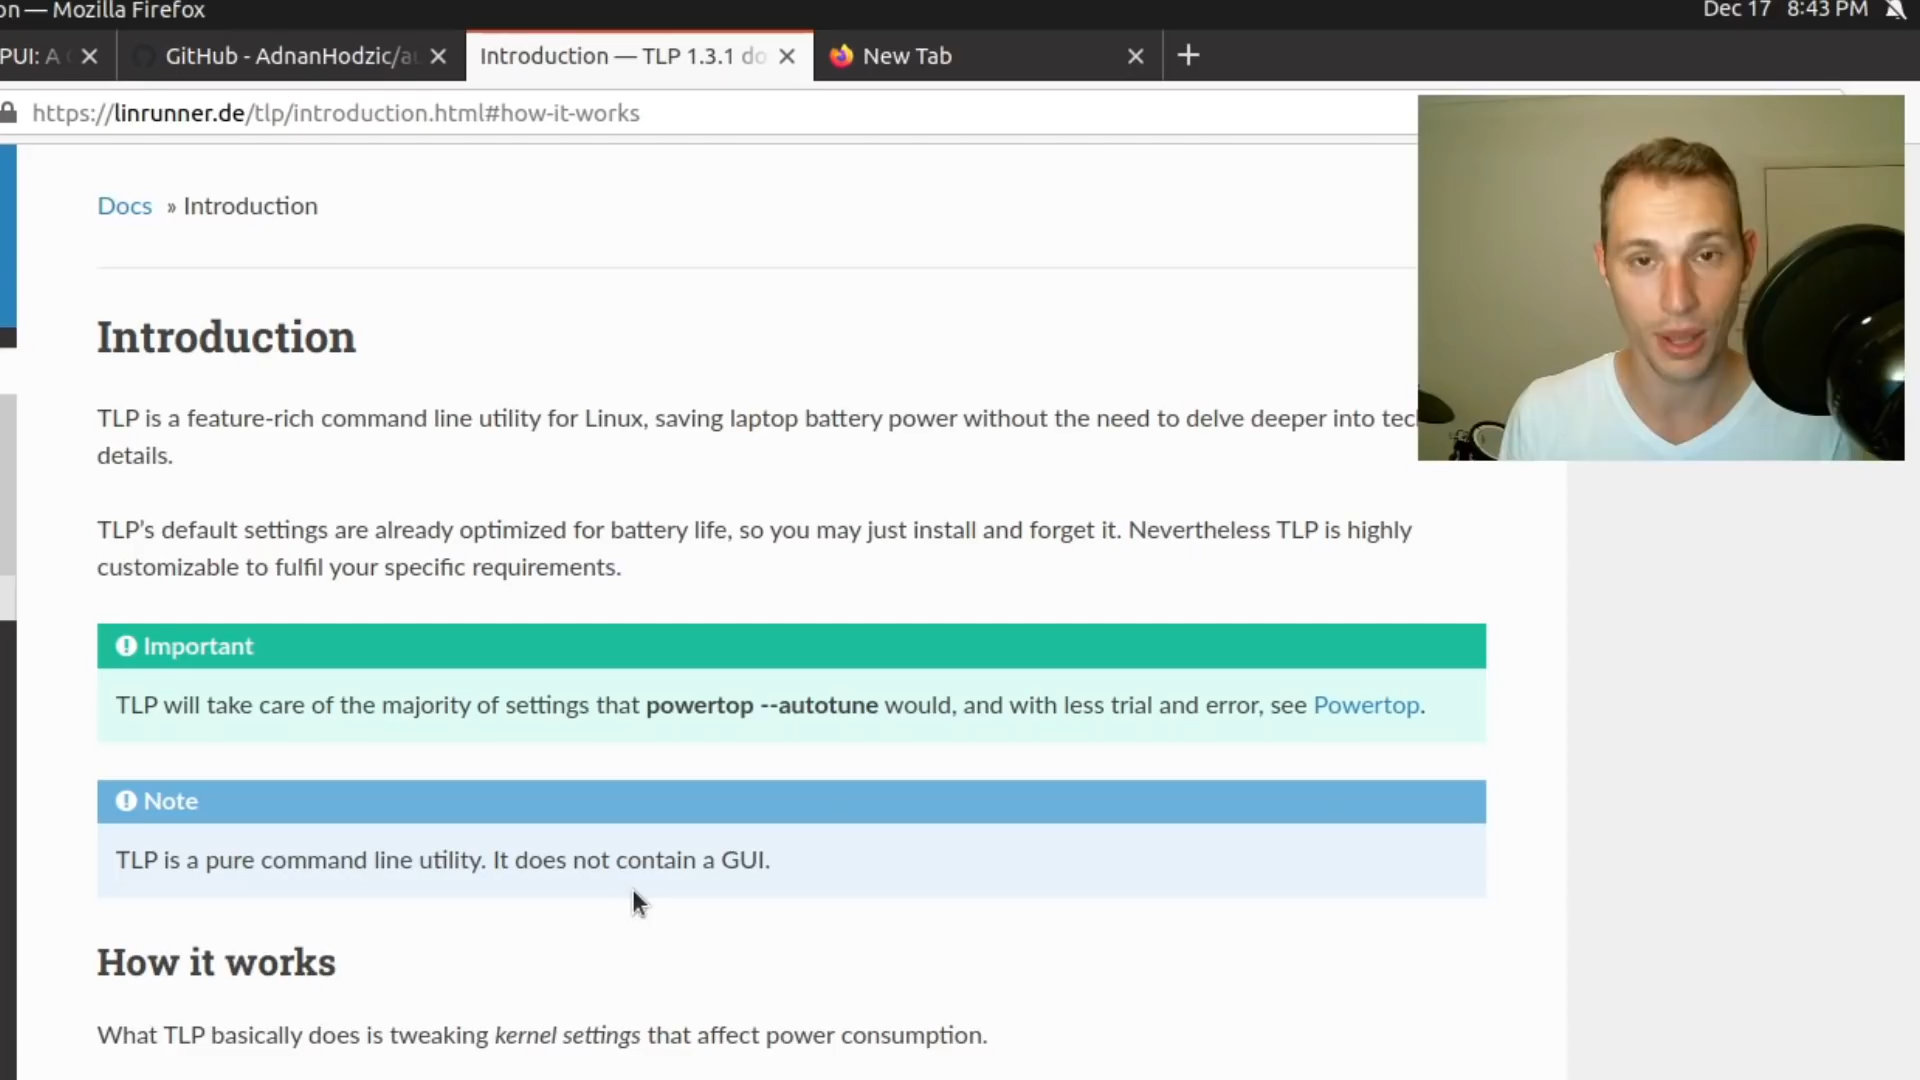 on — Mozilla Firefox
Dec 17 8:43 PM
PUI: A
GitHub - AdnanHodzic/au
Introduction — TLP 1.3.1 do
New Tab
https://linrunner.de/tlp/introduction.html#how-it-works
Docs » Introduction
Introduction
TLP is a feature-rich command line utility for Linux, saving laptop battery power without the need to delve deeper into tec
details.
TLP’s default settings are already optimized for battery life, so you may just install and forget it. Nevertheless TLP is highly
customizable to fulfil your specific requirements.
Important
TLP will take care of the majority of settings that powertop --autotune would, and with less trial and error, see Powertop.
Note
TLP is a pure command line utility. It does not contain a GUI.
How it works
What TLP basically does is tweaking kernel settings that affect power consumption.